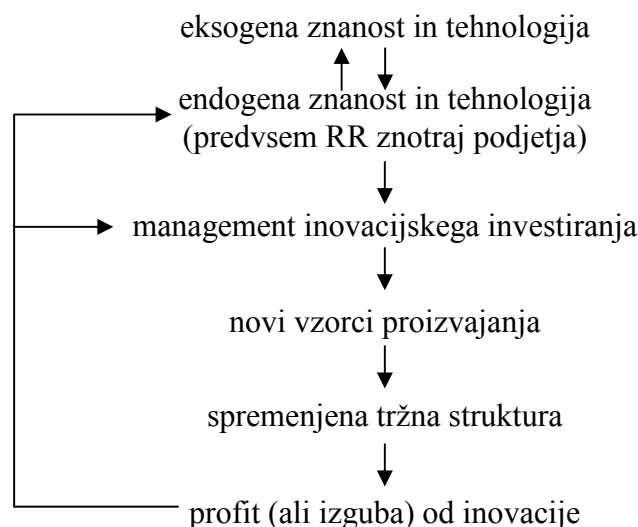 eksogena znanost in tehnologija
endogena znanost in tehnologija
(predvsem RR znotraj podjetja)
management inovacijskega investiranja
novi vzorci proizvajanja
spremenjena tržna struktura
profit (ali izguba) od inovacije